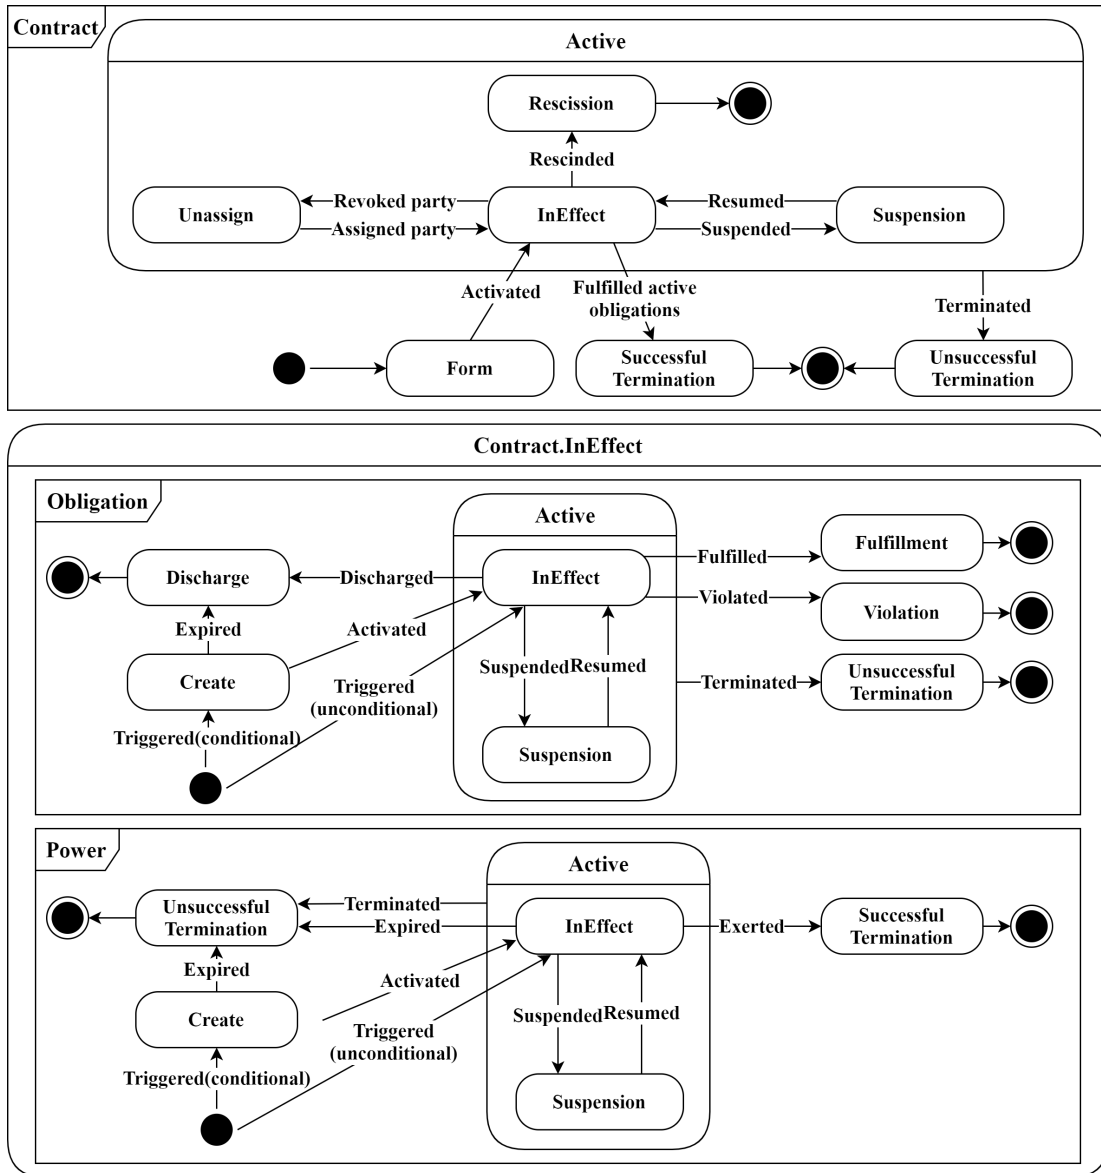 Contract
Active
Rescission
Rescinded
Unassign
Revoked party
Assigned party
InEffect
Resumed
Suspended
Suspension
Activated
Fulfilled active
obligations
Terminated
Form
Successful
Termination
Unsuccessful
Termination
Contract.InEffect
Obligation
Active
Discharge
Discharged
InEffect
Fulfilled
Fulfillment
Violated
Violation
Expired
Activated
Create
Triggered
(unconditional)
Suspended
Resumed
Terminated
Unsuccessful
Termination
Triggered(conditional)
Suspension
Power
Active
Unsuccessful
Termination
Terminated
Expired
InEffect
Exerted
Successful
Termination
Expired
Activated
Create
Triggered
(unconditional)
Suspended
Resumed
Triggered(conditional)
Suspension